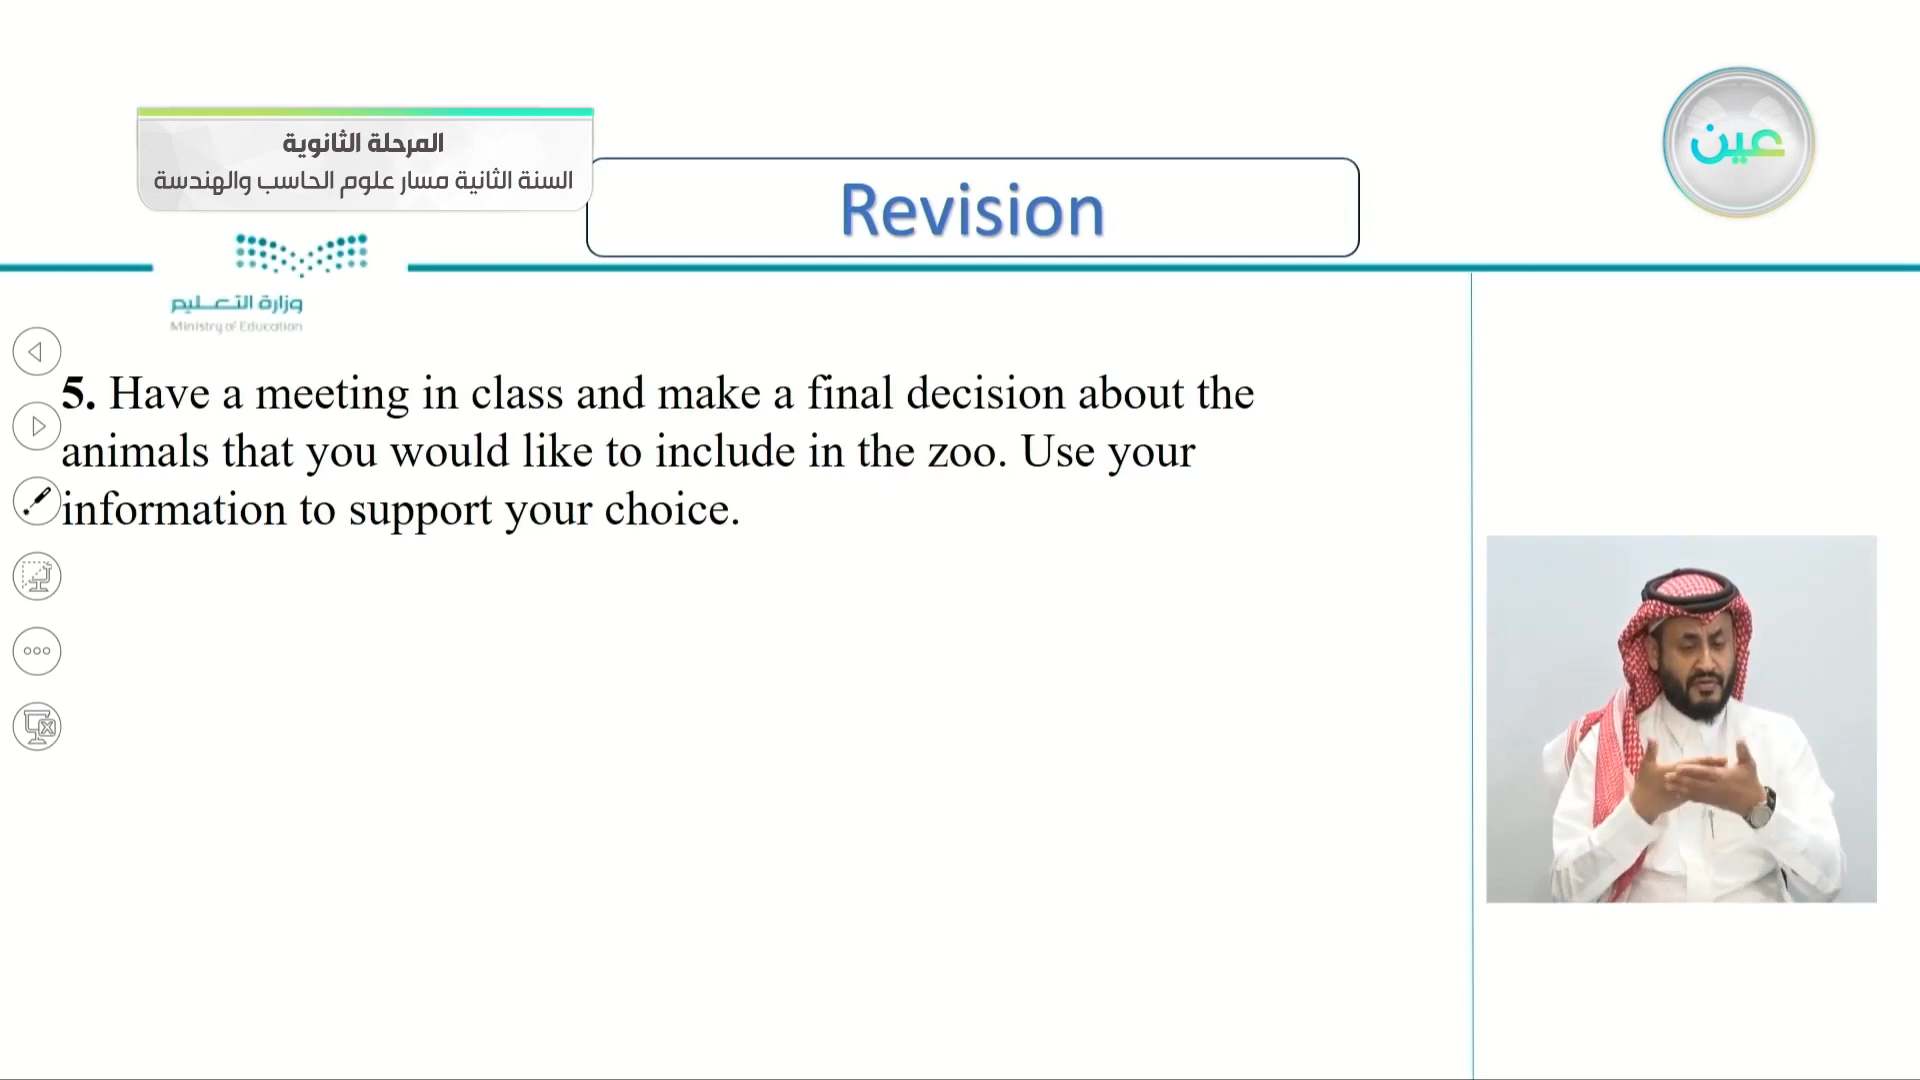 المرحلة الثانوية
السنة الثانية مسار علوم الحاسب والهندسة
عين
Revision
وزارة التعليم
Ministry of Education
5. Have a meeting in class and make a final decision about the
animals that you would like to include in the zoo. Use your
information to support your choice.